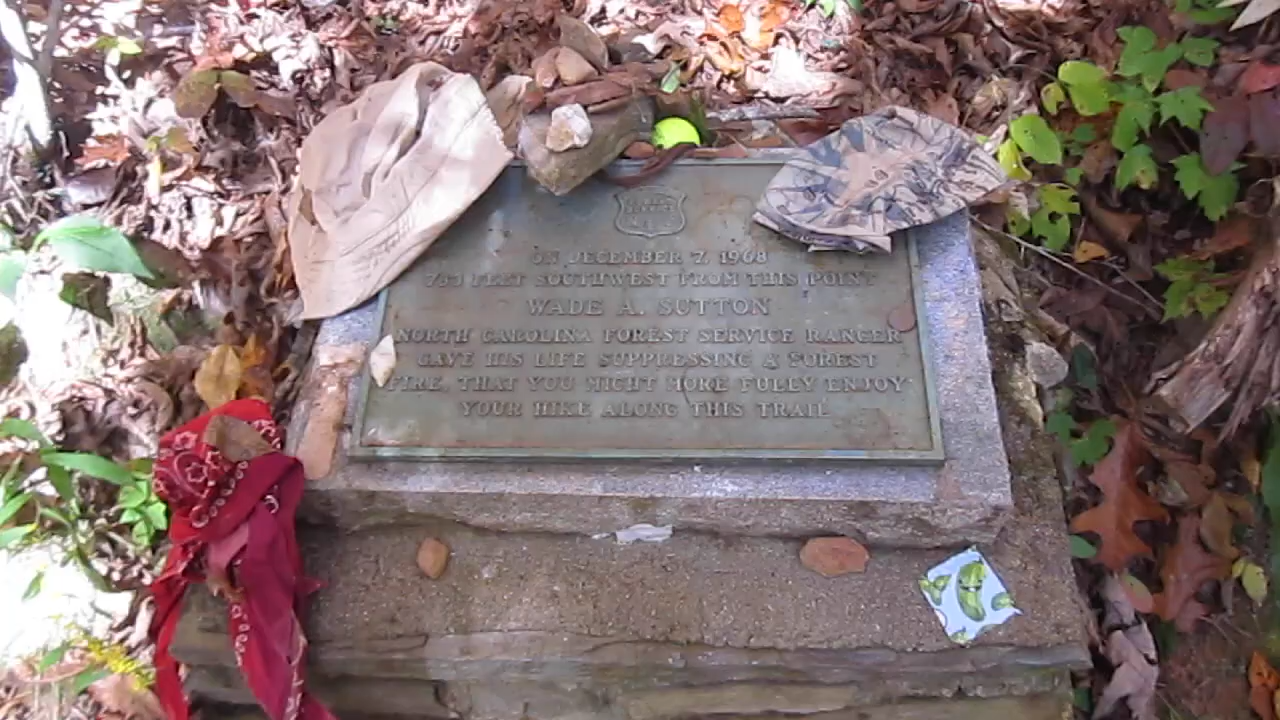 ON DECEMBER 7, 1968
783 FEET SOUTHWEST FROM THIS POINT
WADE A. SUTTON
NORTH CAROLINA FOREST SERVICE RANGER
GAVE HIS LIFE SUPPRESSING A FOREST
FIRE, THAT YOU MIGHT MORE FULLY ENJOY
YOUR HIKE ALONG THIS TRAIL